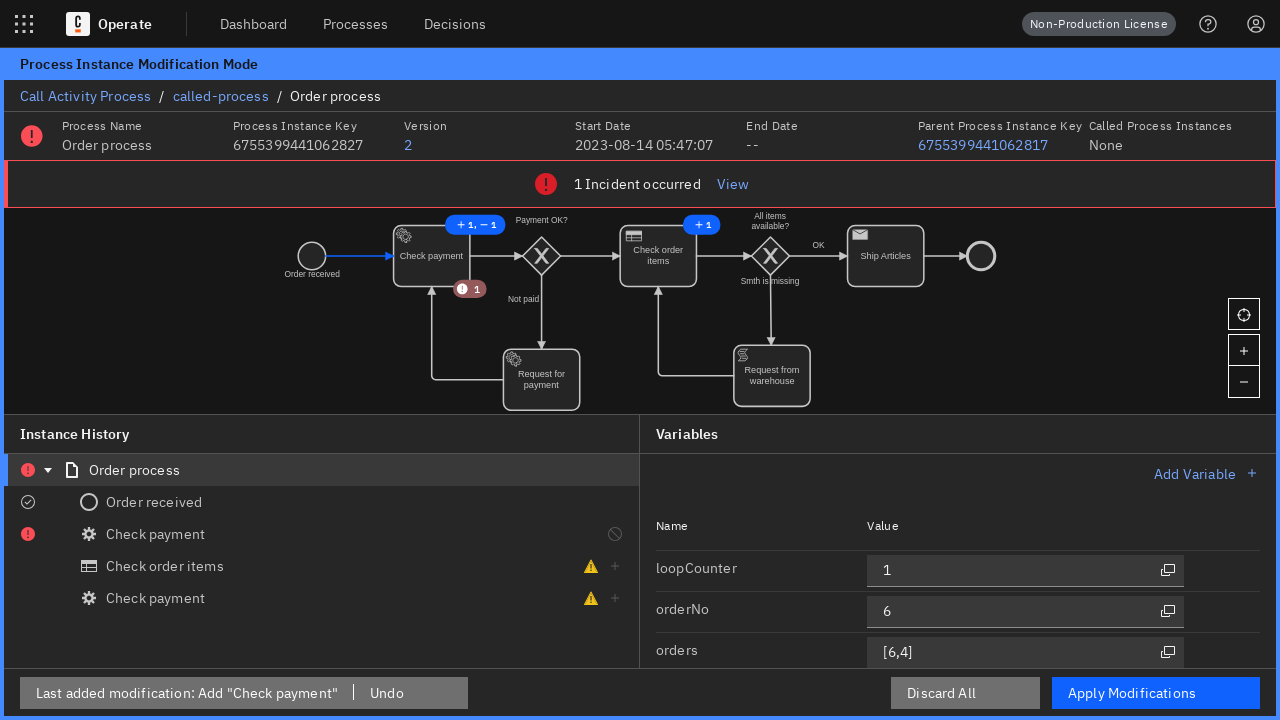 C Operate Dashboard Processes Decisions Non-Production License
Process Instance Modification Mode
Call Activity Process / called-process / Order process
Process Name Process Instance Key Version Start Date End Date Parent Process Instance Key Called Process Instances
Order process 6755399441062827 2 2023-08-14 05:47:07 -- 6755399441062817 None
1 Incident occurred View
Order received
Check payment
+ 1, − 1
1
Payment OK?
Not paid
Request for
payment
Check order
items
+ 1
All items
available?
OK
Smth is missing
Request from
warehouse
Ship Articles
Instance History
Order process
Order received
Check payment
Check order items
Check payment
Variables
Add Variable +
Name Value
loopCounter 1
orderNo 6
orders [6,4]
Last added modification: Add "Check payment" Undo
Discard All Apply Modifications